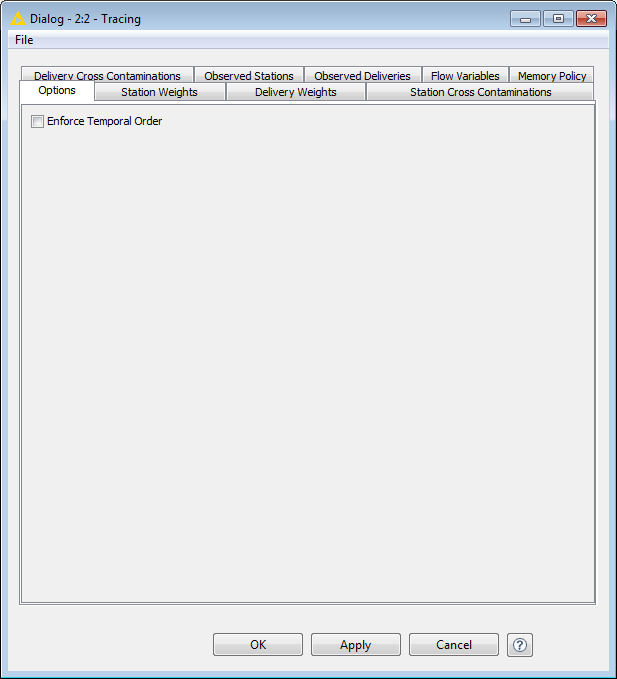 Dialog - 2:2 - Tracing
File
Delivery Cross Contaminations Observed Stations Observed Deliveries Flow Variables Memory Policy
Options Station Weights Delivery Weights Station Cross Contaminations
Enforce Temporal Order
OK Apply Cancel ?